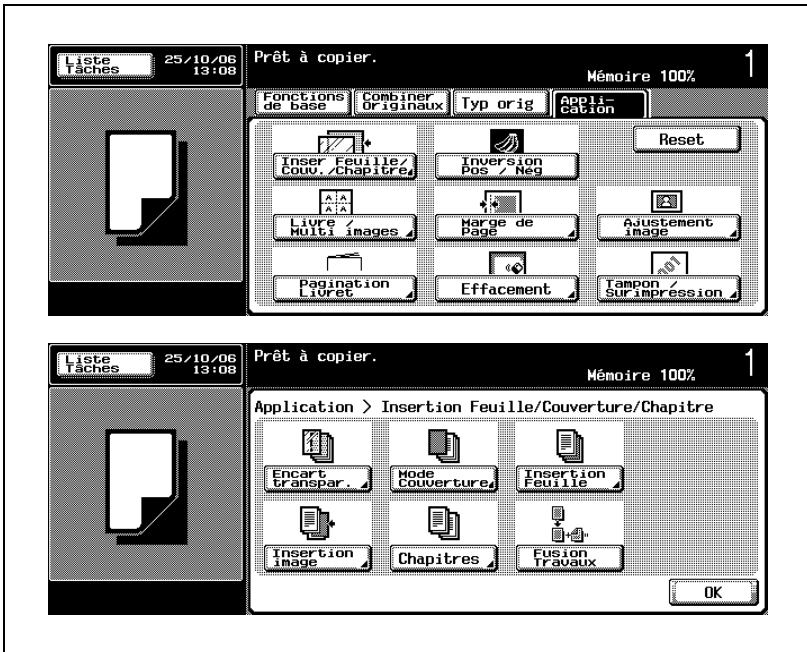 Liste
Tâches
25/10/06
13:08
Prêt à copier.
Mémoire 100%
1
Fonctions
de base
Combiner
Originaux
Typ orig
Appli-
cation
Reset
Inser Feuille/
Couv./Chapitre
Inversion
Pos / Nég
Livre /
Multi images
Marge de
Page
Ajustement
image
Pagination
Livret
Effacement
Tampon /
Surimpression
Liste
Tâches
25/10/06
13:08
Prêt à copier.
Mémoire 100%
1
Application > Insertion Feuille/Couverture/Chapitre
Encart
transpar.
Mode
Couverture
Insertion
Feuille
Insertion
image
Chapitres
Fusion
Travaux
OK